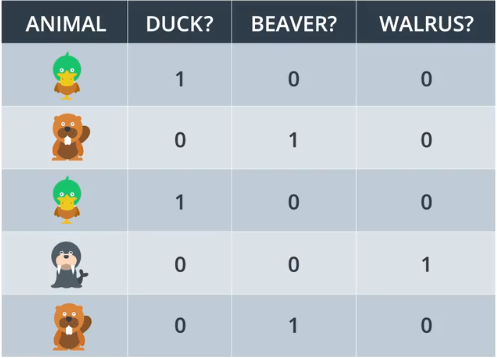 ANIMAL DUCK? BEAVER? WALRUS?
1 0 0
0 1 0
1 0 0
0 0 1
0 1 0